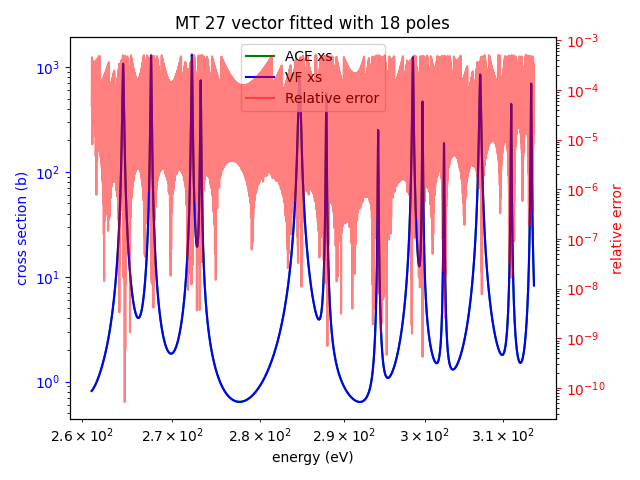 MT 27 vector fitted with 18 poles
ACE xs
VF xs
Relative error
cross section (b)
10³
10²
10¹
10⁰
relative error
10⁻³
10⁻⁴
10⁻⁵
10⁻⁶
10⁻⁷
10⁻⁸
10⁻⁹
10⁻¹⁰
2.6 × 10² 2.7 × 10² 2.8 × 10² 2.9 × 10² 3 × 10² 3.1 × 10²
energy (eV)